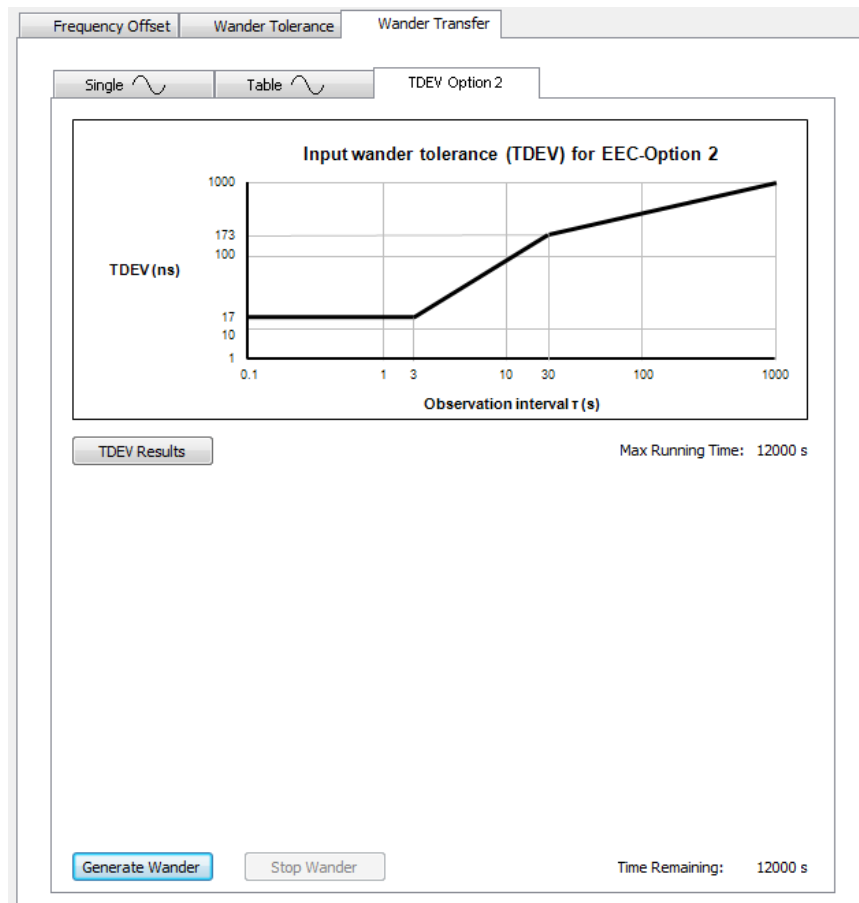 Frequency Offset Wander Tolerance Wander Transfer
Single Table TDEV Option 2
Input wander tolerance (TDEV) for EEC-Option 2
1000
173
100
TDEV (ns)
17
10
1
0.1 1 3 10 30 100 1000
Observation interval τ (s)
TDEV Results Max Running Time: 12000 s
Generate Wander Stop Wander Time Remaining: 12000 s